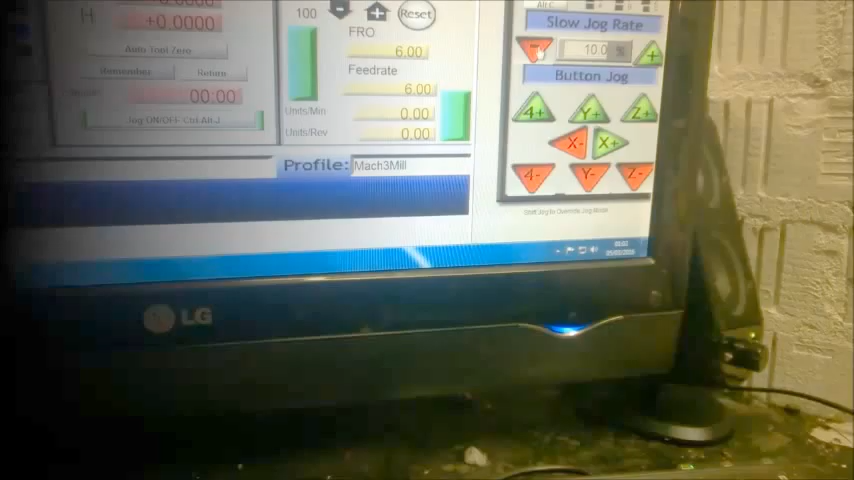 H +0.0000
Auto Tool Zero
Remember Return
00:00
Jog ON/OFF Ctrl-Alt-J
100
Reset
FRO
6.00
Feedrate
6.00
Units/Min 0.00
Units/Rev 0.00
Profile: Mach3Mill
Slow Jog Rate
10.0 %
Button Jog
4+ Y+ Z+
X- X+
4- Y- Z-
LG